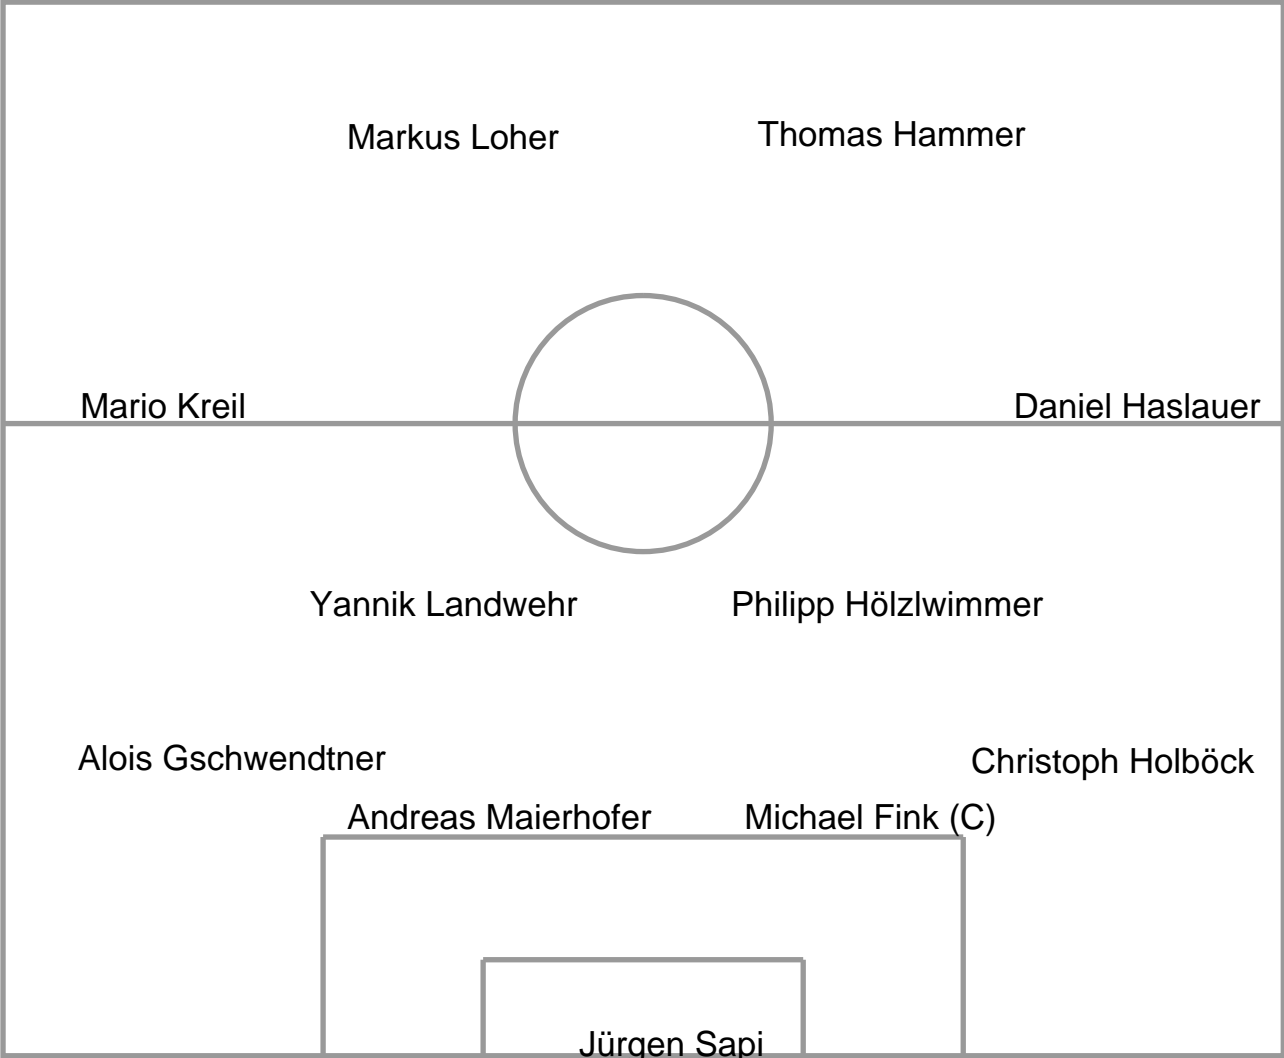 Markus Loher
Thomas Hammer
Mario Kreil
Daniel Haslauer
Yannik Landwehr
Philipp Hölzlwimmer
Alois Gschwendtner
Christoph Holböck
Andreas Maierhofer
Michael Fink (C)
Jürgen Sapi